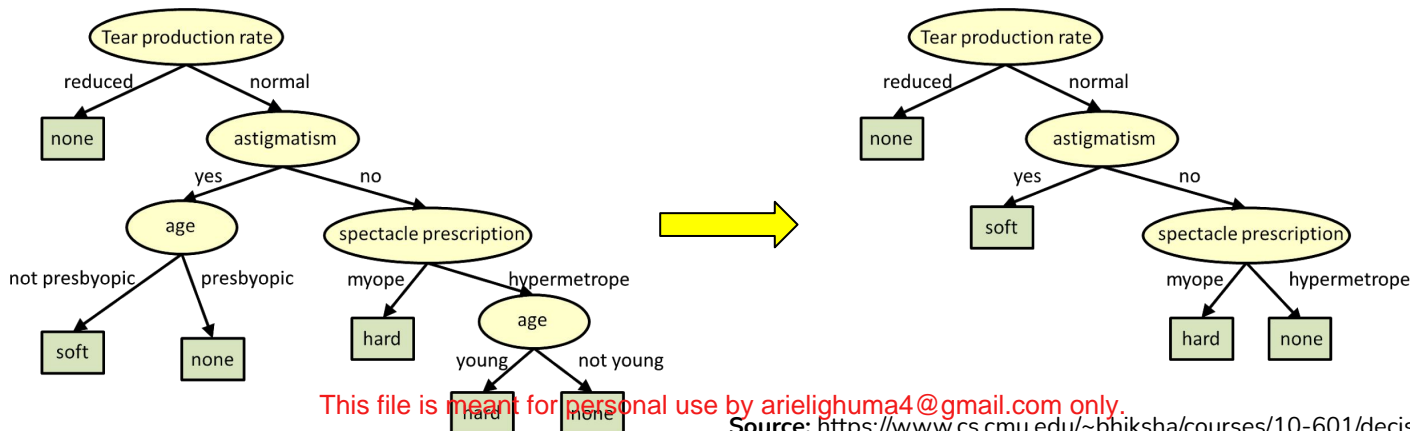 Tear production rate
reduced
normal
none
astigmatism
yes
no
age
spectacle prescription
not presbyopic
presbyopic
myope
hypermetrope
soft
none
hard
age
young
not young
hard
none
Tear production rate
reduced
normal
none
astigmatism
yes
no
soft
spectacle prescription
myope
hypermetrope
hard
none
This file is meant for personal use by arielighuma4@gmail.com only.
Source: https://www.cs.cmu.edu/~bhiksha/courses/10-601/decis